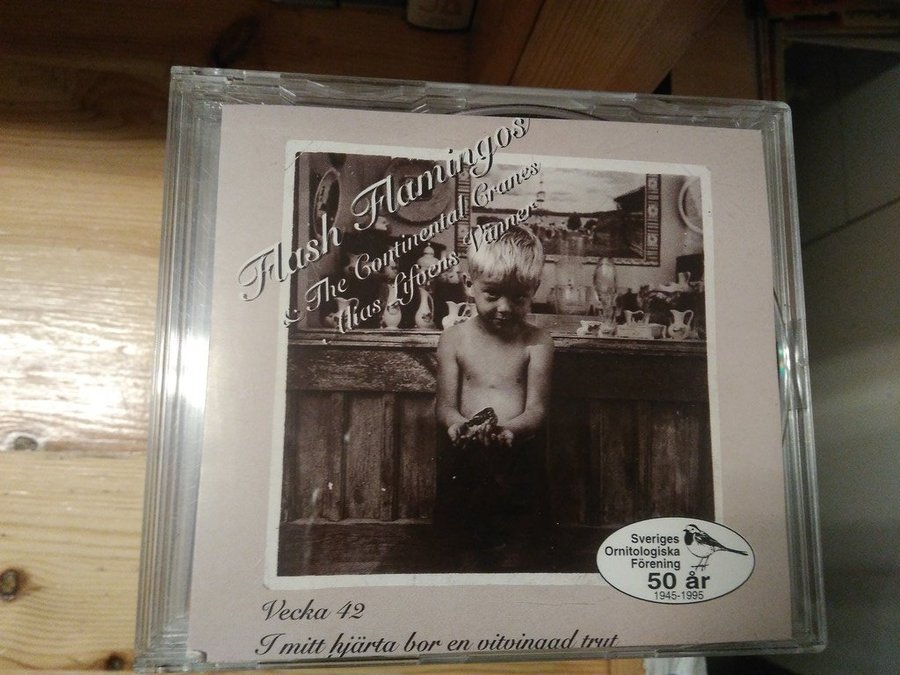 Flash Flamingos
& The Continental Cranes
Alias Lifvens Vänner
Sveriges
Ornitologiska
Förening
50 år
1945-1995
Vecka 42
I mitt hjärta bor en vitvingad trut